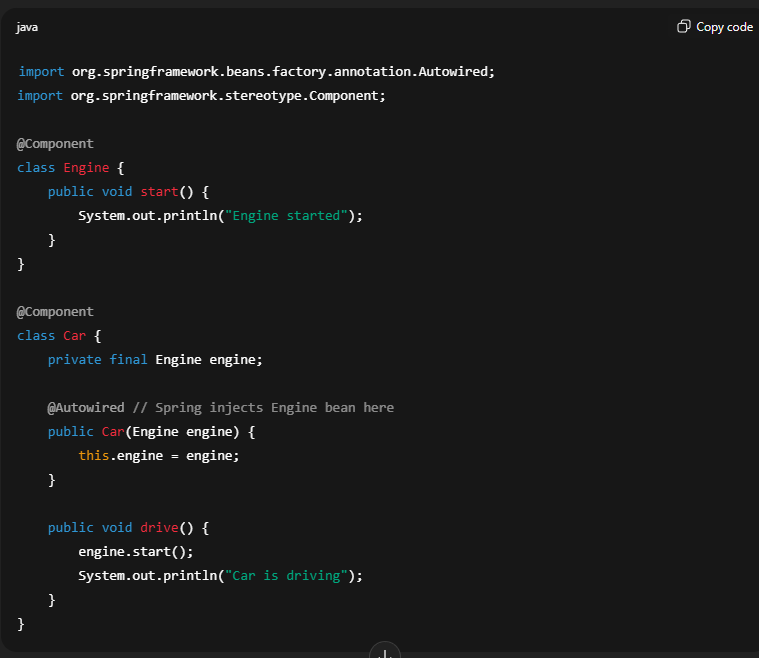 java
Copy code
import org.springframework.beans.factory.annotation.Autowired;
import org.springframework.stereotype.Component;

@Component
class Engine {
    public void start() {
        System.out.println("Engine started");
    }
}

@Component
class Car {
    private final Engine engine;

    @Autowired // Spring injects Engine bean here
    public Car(Engine engine) {
        this.engine = engine;
    }

    public void drive() {
        engine.start();
        System.out.println("Car is driving");
    }
}